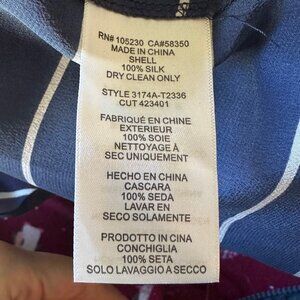 RN# 105230 CA#58350
MADE IN CHINA
SHELL
100% SILK
DRY CLEAN ONLY
STYLE 3174A-T2336
CUT 423401
FABRIQUÉ EN CHINE
EXTERIEUR
100% SOIE
NETTOYAGE À
SEC UNIQUEMENT
HECHO EN CHINA
CASCARA
100% SEDA
LAVAR EN
SECO SOLAMENTE
PRODOTTO IN CINA
CONCHIGLIA
100% SETA
SOLO LAVAGGIO A SECCO